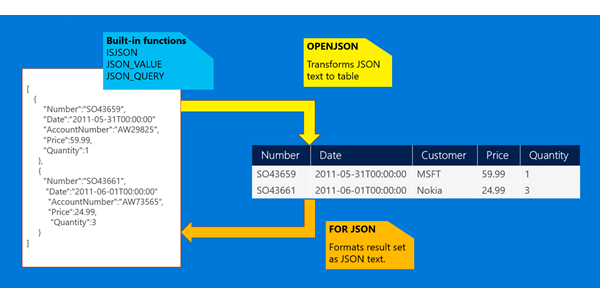 Built-in functions
ISJSON
JSON_VALUE
JSON_QUERY
OPENJSON
Transforms JSON
text to table
[
{
"Number":"SO43659",
"Date":"2011-05-31T00:00:00"
"AccountNumber":"AW29825",
"Price":59.99,
"Quantity":1
},
{
"Number":"SO43661",
"Date":"2011-06-01T00:00:00"
"AccountNumber":"AW73565",
"Price":24.99,
"Quantity":3
}
]
Number Date Customer Price Quantity
SO43659 2011-05-31T00:00:00 MSFT 59.99 1
SO43661 2011-06-01T00:00:00 Nokia 24.99 3
FOR JSON
Formats result set
as JSON text.